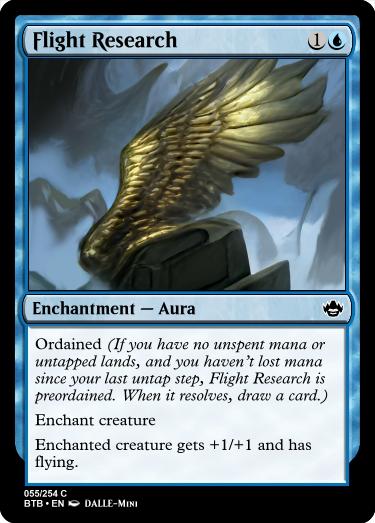 Flight Research 1
Enchantment — Aura
Ordained (If you have no unspent mana or
untapped lands, and you haven't lost mana
since your last untap step, Flight Research is
preordained. When it resolves, draw a card.)
Enchant creature
Enchanted creature gets +1/+1 and has
flying.
055/254 C
BTB • EN DALLE-Mini